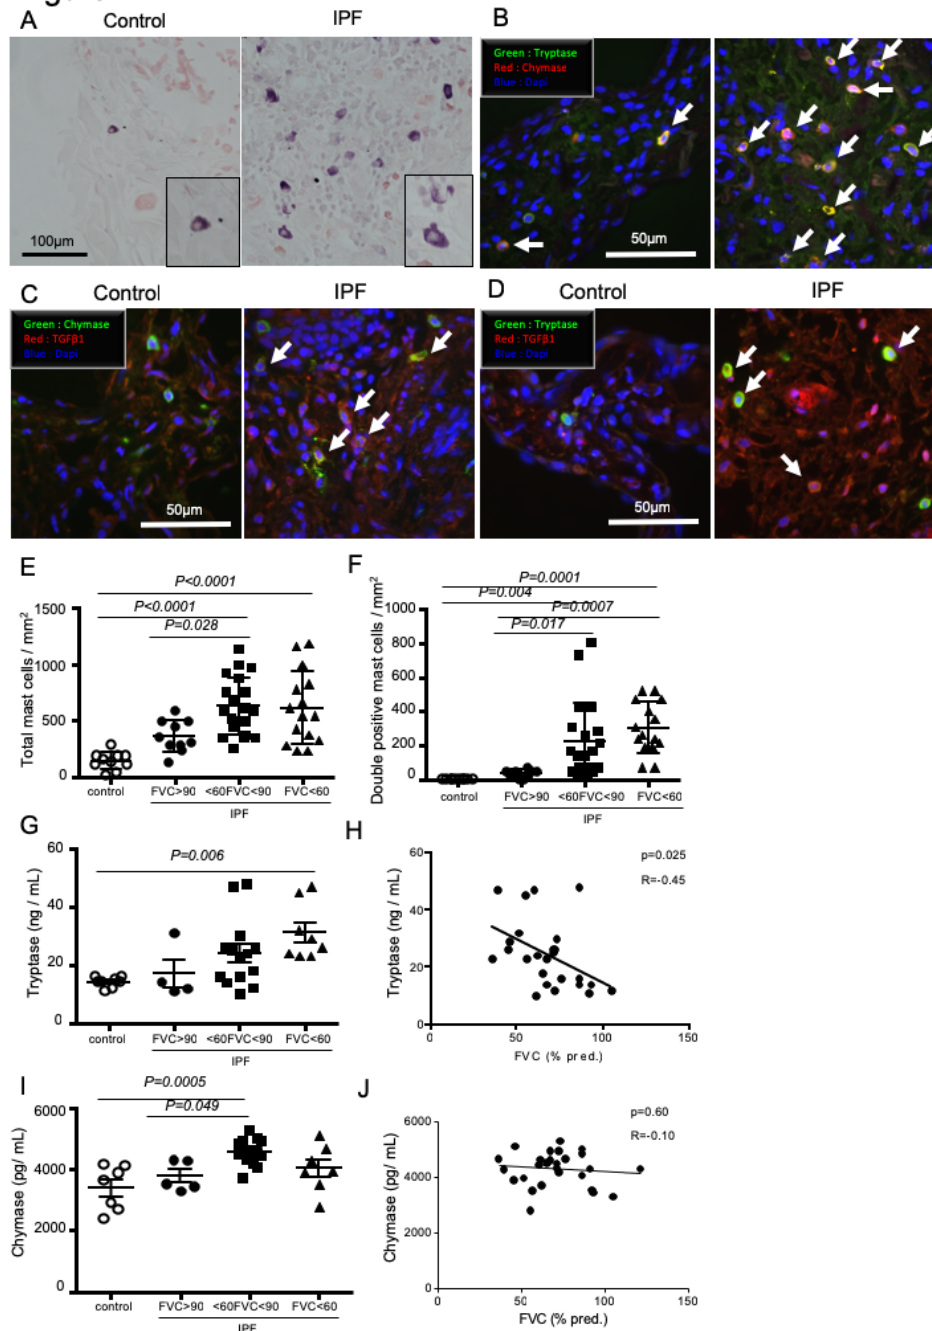 A
Control
IPF
100µm
B
Green : Tryptase
Red : Chymase
Blue : Dapi
50µm
C
Control
IPF
Green : Chymase
Red : TGFβ1
Blue : Dapi
50µm
D
Control
IPF
Green : Tryptase
Red : TGFβ1
Blue : Dapi
50µm
E
P<0.0001
P<0.0001
P=0.028
Total mast cells / mm²
1500
1000
500
0
control
FVC>90
<60FVC<90
FVC<60
IPF
F
P=0.0001
P=0.004
P=0.0007
P=0.017
Double positive mast cells / mm²
1000
800
600
400
200
0
control
FVC>90
<60FVC<90
FVC<60
IPF
G
P=0.006
Tryptase (ng / mL)
60
40
20
0
control
FVC>90
<60FVC<90
FVC<60
IPF
H
p=0.025
R=-0.45
60
40
20
0
Tryptase (ng / mL)
0
50
100
150
FVC (% pred.)
I
P=0.0005
P=0.049
Chymase (pg/ mL)
6000
4000
2000
0
control
FVC>90
<60FVC<90
FVC<60
IPF
J
p=0.60
R=-0.10
Chymase (pg/ mL)
6000
4000
2000
0
0
50
100
150
FVC (% pred.)